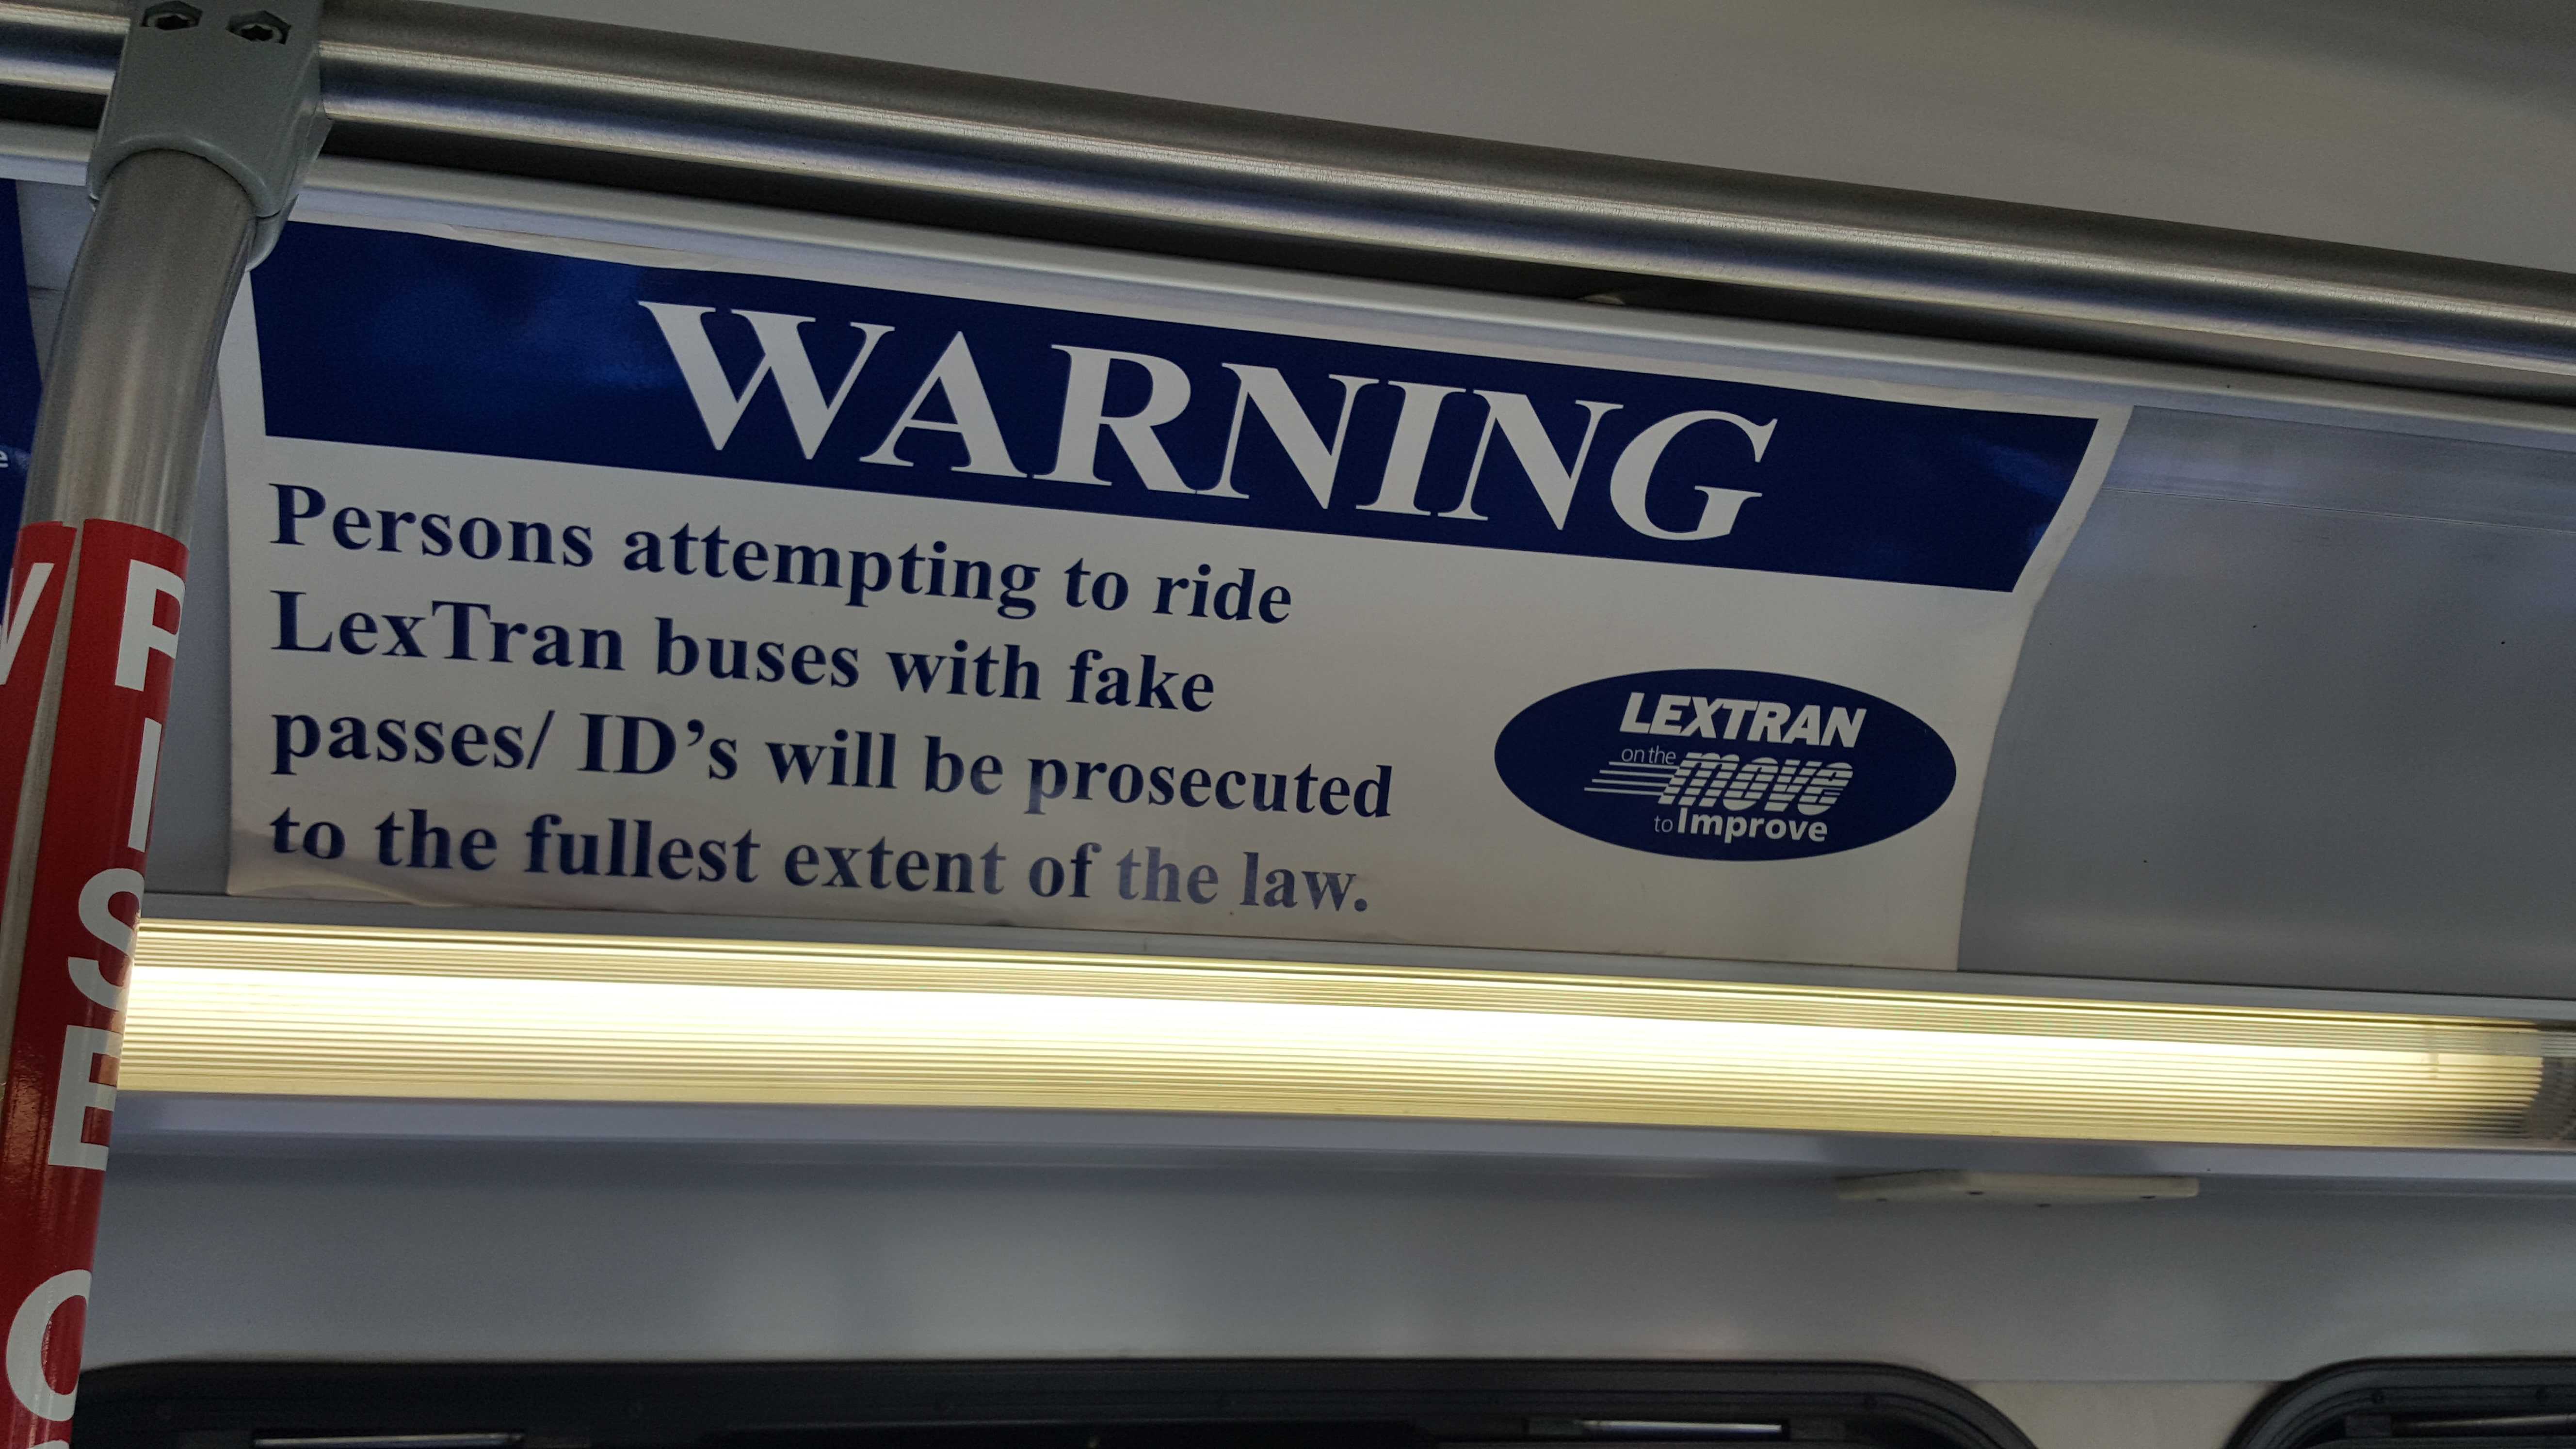 WARNING
Persons attempting to ride
LexTran buses with fake
passes/ ID's will be prosecuted
to the fullest extent of the law.
LEXTRAN
on the move
to Improve